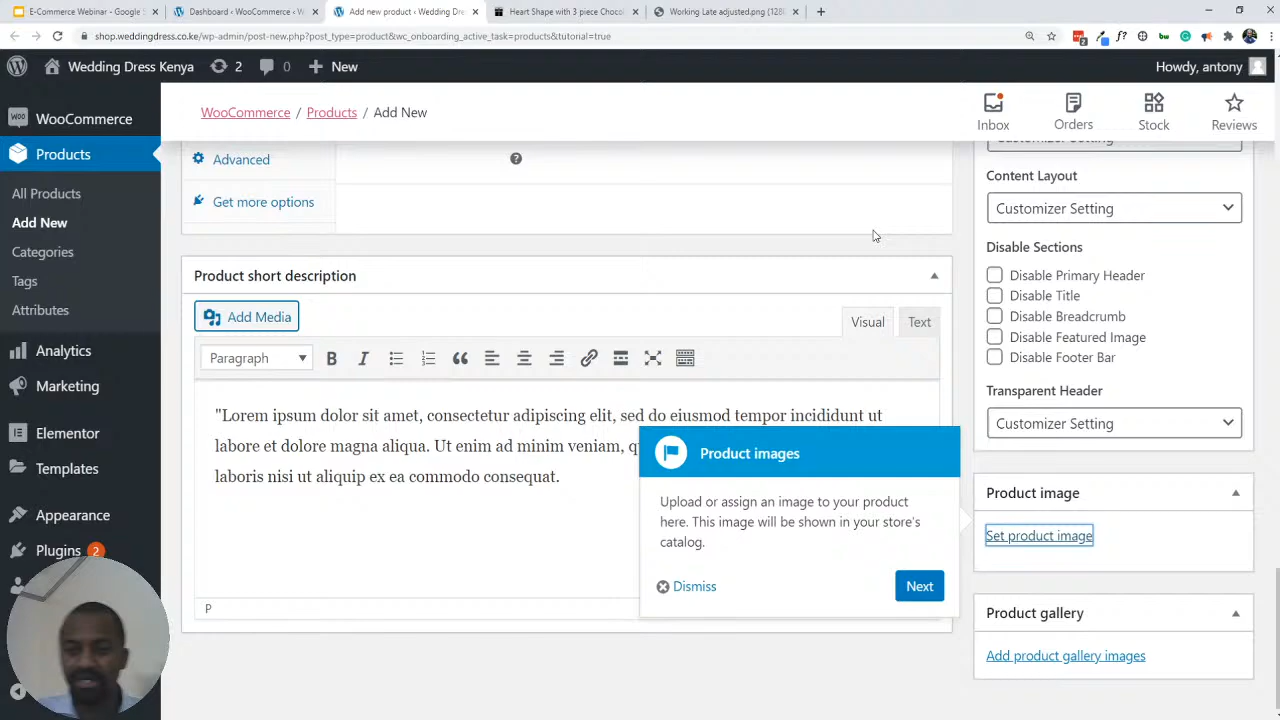 E-Commerce Webinar - Google S
Dashboard ‹ WooCommerce ‹ W
Add new product ‹ Wedding Dre
Heart Shape with 3 piece Chocol
Working Late adjusted.png (128
shop.weddingdress.co.ke/wp-admin/post-new.php?post_type=product&wc_onboarding_active_task=products&tutorial=true
Wedding Dress Kenya
2
0
New
Howdy, antony
WooCommerce
Products
All Products
Add New
Categories
Tags
Attributes
Analytics
Marketing
Elementor
Templates
Appearance
Plugins 2
WooCommerce / Products / Add New
Inbox
Orders
Stock
Reviews
Advanced
Get more options
Product short description
Add Media
Visual
Text
Paragraph
"Lorem ipsum dolor sit amet, consectetur adipiscing elit, sed do eiusmod tempor incididunt ut
labore et dolore magna aliqua. Ut enim ad minim veniam,
laboris nisi ut aliquip ex ea commodo consequat.
P
Product images
Upload or assign an image to your product
here. This image will be shown in your store's
catalog.
Dismiss
Next
Customizer Setting
Content Layout
Customizer Setting
Disable Sections
Disable Primary Header
Disable Title
Disable Breadcrumb
Disable Featured Image
Disable Footer Bar
Transparent Header
Customizer Setting
Product image
Set product image
Product gallery
Add product gallery images